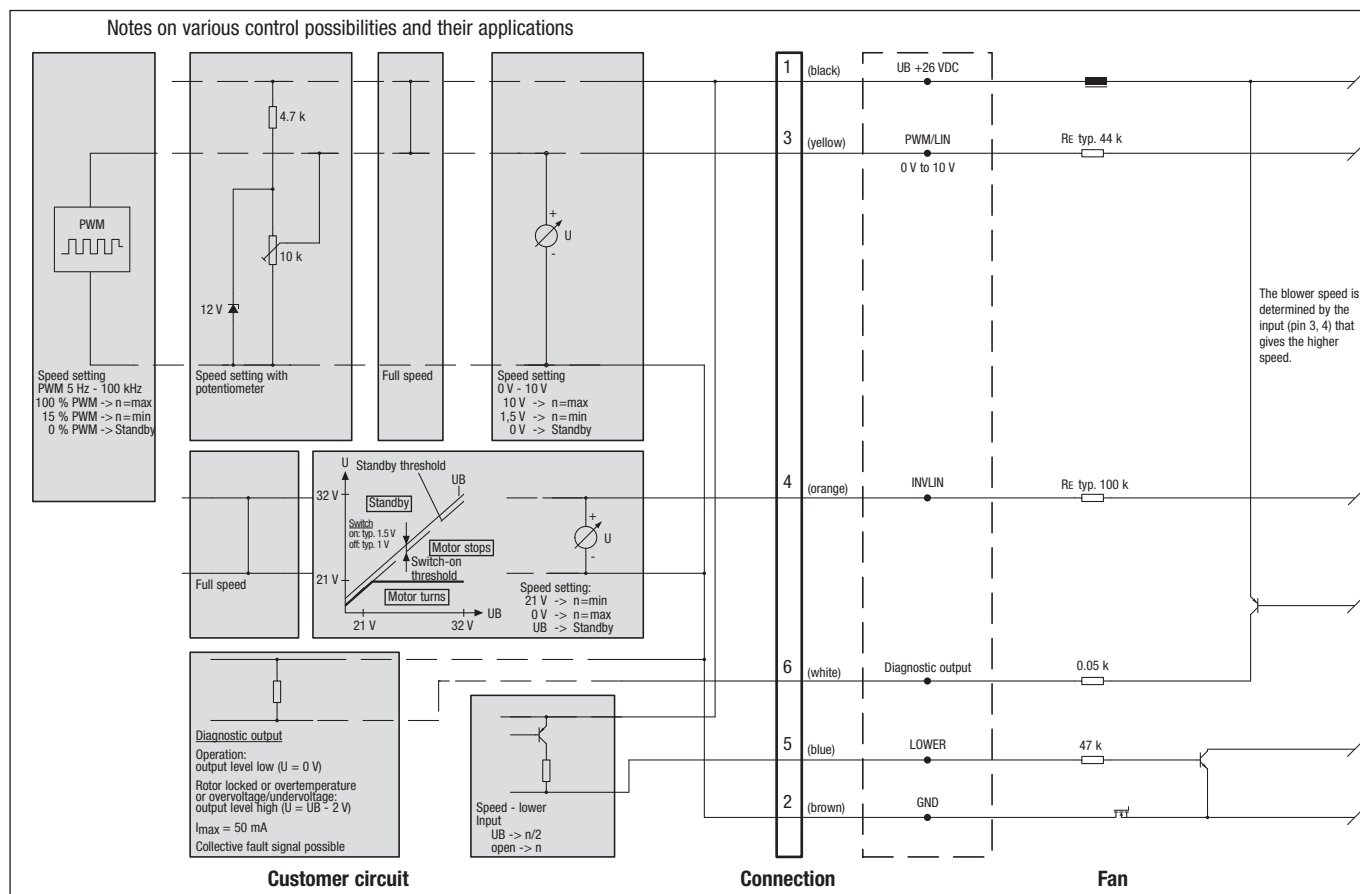 Notes on various control possibilities and their applications
PWM
Speed setting
PWM 5 Hz - 100 kHz
100 % PWM -> n=max
15 % PWM -> n=min
0 % PWM -> Standby
4.7 k
10 k
12 V
Speed setting with
potentiometer
Full speed
+
U
-
Speed setting
0 V - 10 V
10 V -> n=max
1,5 V -> n=min
0 V -> Standby
Full speed
U
Standby threshold
UB
32 V
Standby
Switch
on: typ. 1.5 V
off: typ. 1 V
Motor stops
Switch-on
threshold
21 V
Motor turns
UB
21 V
32 V
+
U
-
Speed setting:
21 V -> n=min
0 V -> n=max
UB -> Standby
Diagnostic output
Operation:
output level low (U = 0 V)
Rotor locked or overtemperature
or overvoltage/undervoltage:
output level high (U = UB - 2 V)
Imax = 50 mA
Collective fault signal possible
Speed - lower
Input
UB -> n/2
open -> n
1 (black)
UB +26 VDC
3 (yellow)
PWM/LIN
0 V to 10 V
RE typ. 44 k
The blower speed is
determined by the
input (pin 3, 4) that
gives the higher
speed.
4 (orange)
INVLIN
RE typ. 100 k
6 (white)
Diagnostic output
0.05 k
5 (blue)
LOWER
47 k
2 (brown)
GND
Customer circuit
Connection
Fan